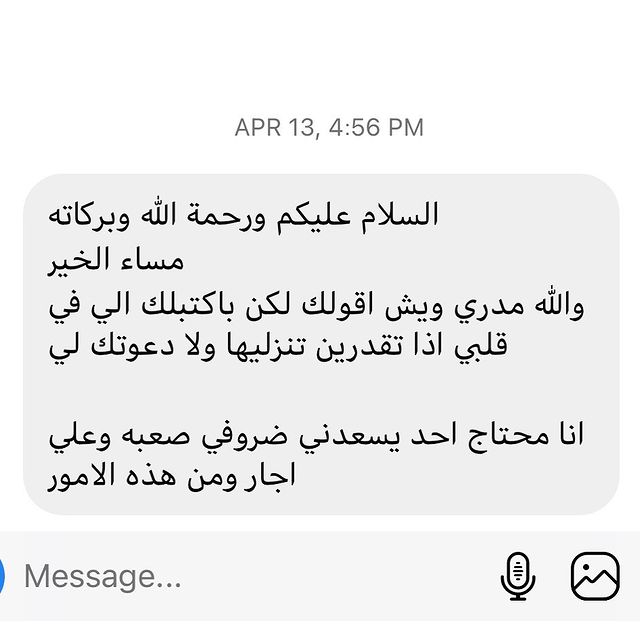 APR 13, 4:56 PM
السلام عليكم ورحمة الله وبركاته
مساء الخير
والله مدري ويش اقولك لكن باكتبلك الي في
قلبي اذا تقدرين تنزليها ولا دعوتك لي
انا محتاج احد يسعدني ضروفي صعبه وعلي
اجار ومن هذه الامور
Message...